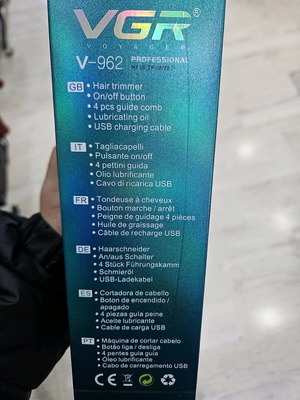 VGR®
VOYAGER
V-962 PROFESSIONAL
HAIR TRIMMER
GB • Hair trimmer
• On/off button
• 4 pcs guide comb
• Lubricating oil
• USB charging cable
IT • Tagliacapelli
• Pulsante on/off
• 4 pettini guida
• Olio lubrificante
• Cavo di ricarica USB
FR • Tondeuse à cheveux
• Bouton marche / arrêt
• Peigne de guidage 4 pièces
• Huile de graissage
• Câble de recharge USB
DE • Haarschneider
• An/aus Schalter
• 4 Stück Führungskamm
• Schmieröl
• USB-Ladekabel
ES • Cortadora de cabello
• Boton de encendido /
apagado
• 4 piezas guía peine
• Aceite lubricante
• Cable de carga USB
PT • Máquina de cortar cabelo
• Botão liga / desliga
• 4 pentes guia guia
• Óleo lubrificante
• Cabo de carregamento USB
CE